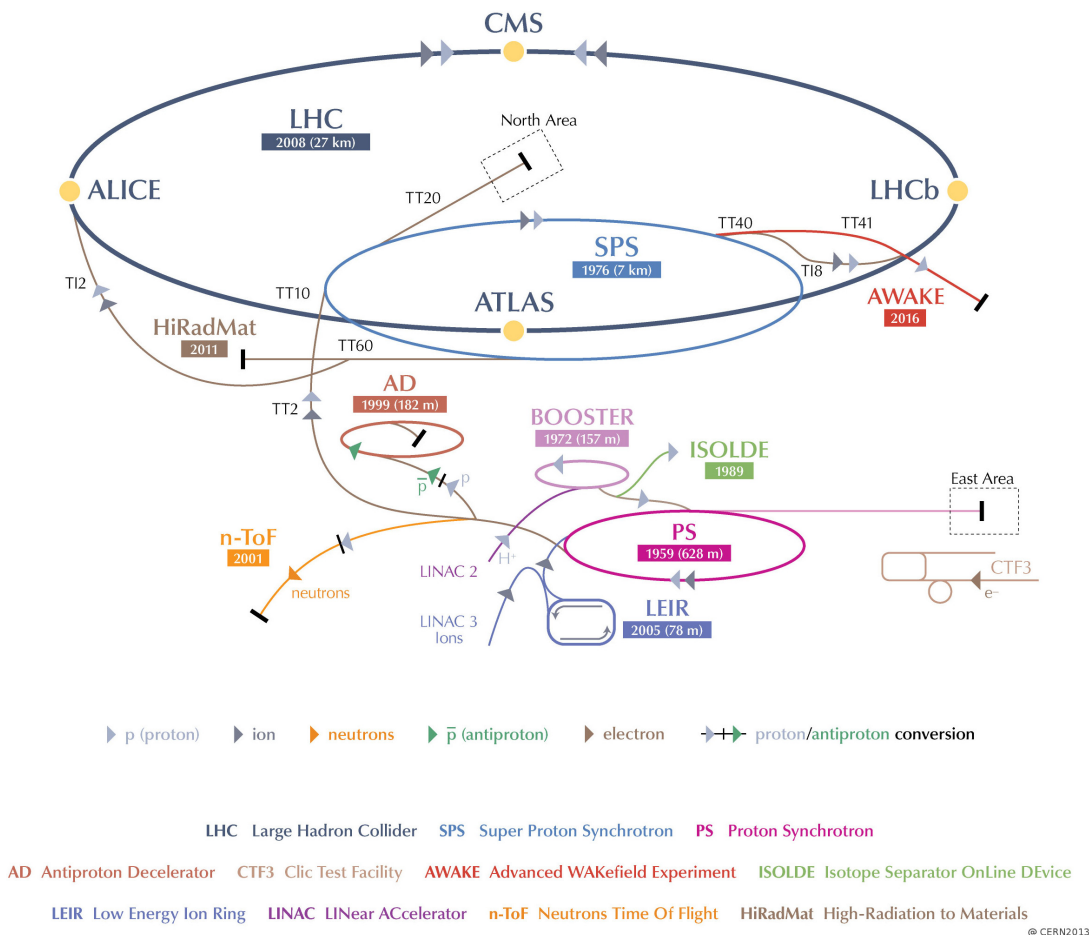 CMS
LHC
2008 (27 km)
North Area
ALICE
TT20
LHCb
TT40
TT41
SPS
1976 (7 km)
TI2
TT10
TI8
ATLAS
AWAKE
2016
HiRadMat
2011
TT60
TT2
AD
1999 (182 m)
BOOSTER
1972 (157 m)
ISOLDE
1989
p
p̅
East Area
n-ToF
2001
PS
1959 (628 m)
H⁺
LINAC 2
neutrons
CTF3
e⁻
LEIR
2005 (78 m)
LINAC 3
Ions
p (proton) ion neutrons p̅ (antiproton) electron proton/antiproton conversion
LHC Large Hadron Collider SPS Super Proton Synchrotron PS Proton Synchrotron
AD Antiproton Decelerator CTF3 Clic Test Facility AWAKE Advanced WAKefield Experiment ISOLDE Isotope Separator OnLine DEvice
LEIR Low Energy Ion Ring LINAC LINear ACcelerator n-ToF Neutrons Time Of Flight HiRadMat High-Radiation to Materials
@ CERN2013